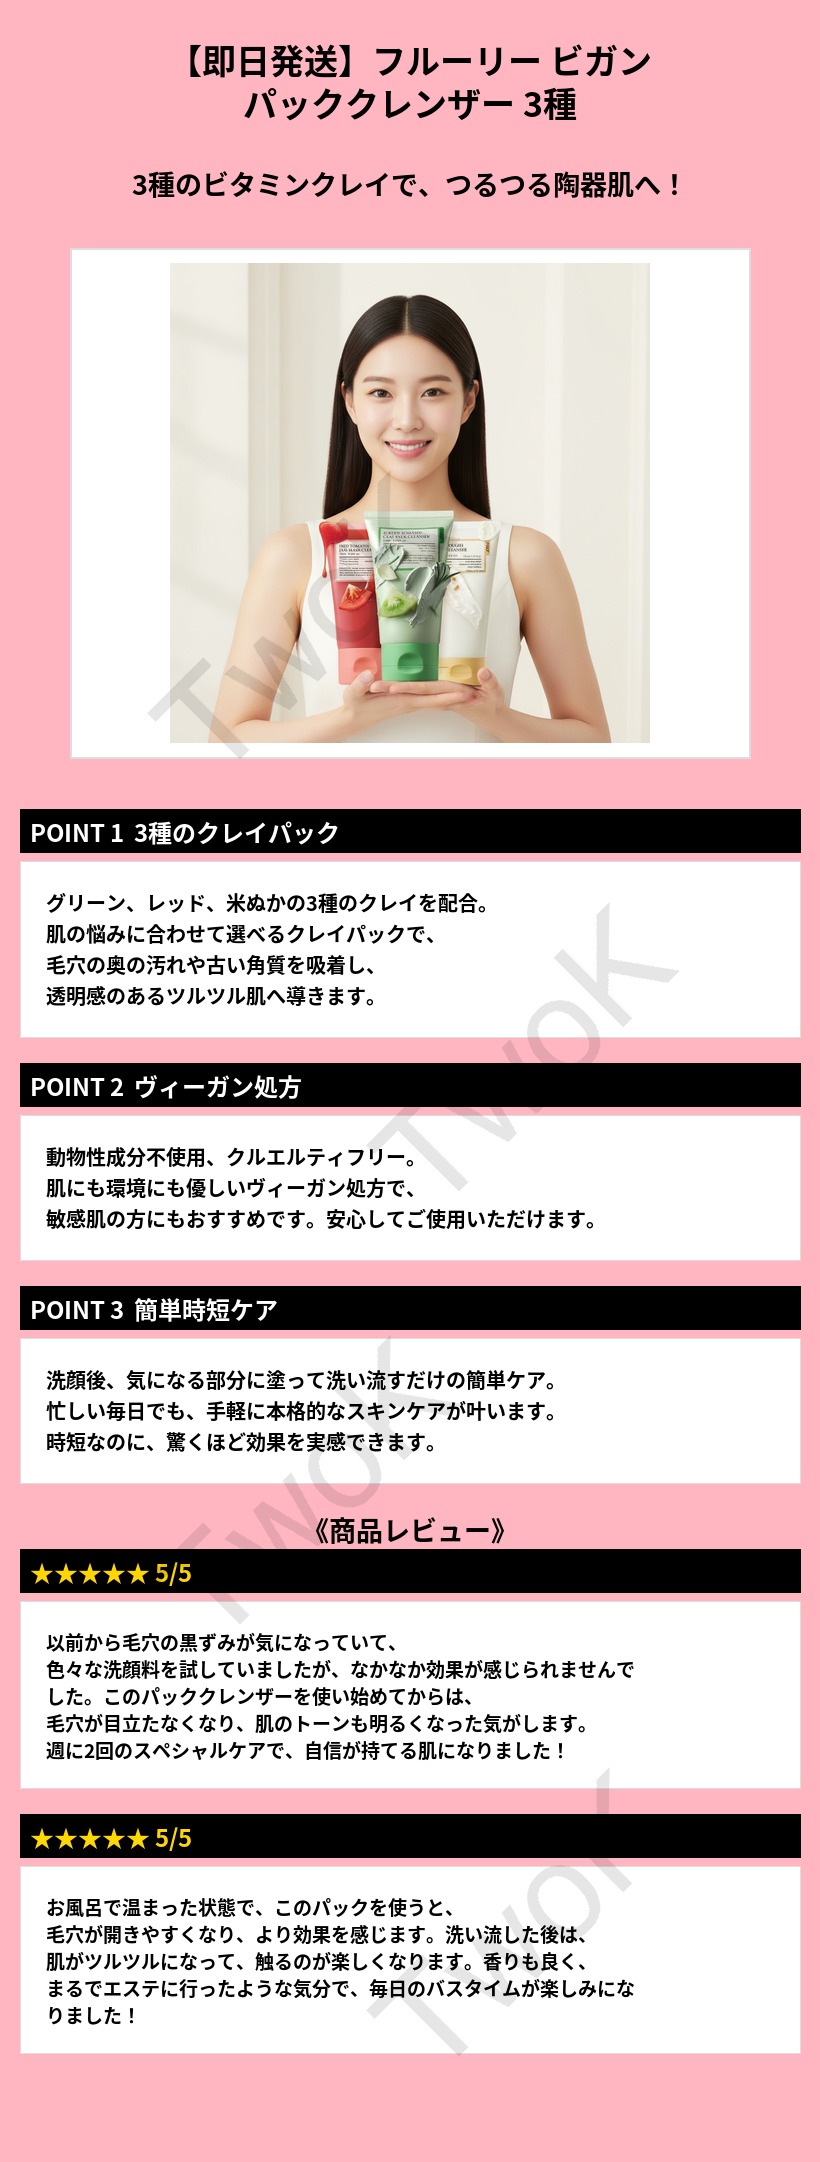 【即日発送】フルーリー ビガン
パッククレンザー 3種
3種のビタミンクレイで、つるつる陶器肌へ！
CLAY PACK CLEANSER
RED TOMATO
TwoK
POINT 1 3種のクレイパック
グリーン、レッド、米ぬかの3種のクレイを配合。
肌の悩みに合わせて選べるクレイパックで、
毛穴の奥の汚れや古い角質を吸着し、
透明感のあるツルツル肌へ導きます。
TwoK
POINT 2 ヴィーガン処方
動物性成分不使用、クルエルティフリー。
肌にも環境にも優しいヴィーガン処方で、
敏感肌の方にもおすすめです。安心してご使用いただけます。
POINT 3 簡単時短ケア
洗顔後、気になる部分に塗って洗い流すだけの簡単ケア。
忙しい毎日でも、手軽に本格的なスキンケアが叶います。
時短なのに、驚くほど効果を実感できます。
TwoK
《商品レビュー》
★★★★★ 5/5
以前から毛穴の黒ずみが気になっていて、
色々な洗顔料を試していましたが、なかなか効果が感じられませんで
した。このパッククレンザーを使い始めてからは、
毛穴が目立たなくなり、肌のトーンも明るくなった気がします。
週に2回のスペシャルケアで、自信が持てる肌になりました！
★★★★★ 5/5
お風呂で温まった状態で、このパックを使うと、
毛穴が開きやすくなり、より効果を感じます。洗い流した後は、
肌がツルツルになって、触るのが楽しくなります。香りも良く、
まるでエステに行ったような気分で、毎日のバスタイムが楽しみにな
りました！
TwoK